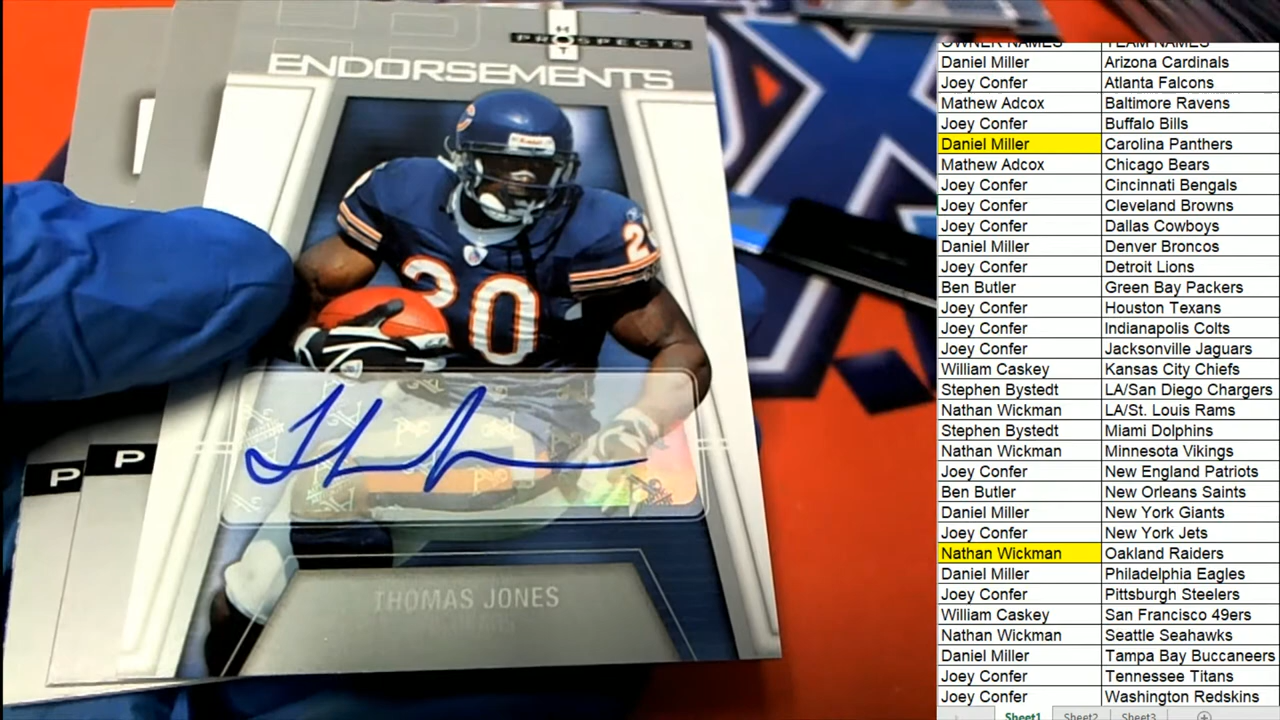 HOT PROSPECTS
ENDORSEMENTS
20
THOMAS JONES
P
P
OWNER NAMES TEAM NAMES
Daniel Miller Arizona Cardinals
Joey Confer Atlanta Falcons
Mathew Adcox Baltimore Ravens
Joey Confer Buffalo Bills
Daniel Miller Carolina Panthers
Mathew Adcox Chicago Bears
Joey Confer Cincinnati Bengals
Joey Confer Cleveland Browns
Joey Confer Dallas Cowboys
Daniel Miller Denver Broncos
Joey Confer Detroit Lions
Ben Butler Green Bay Packers
Joey Confer Houston Texans
Joey Confer Indianapolis Colts
Joey Confer Jacksonville Jaguars
William Caskey Kansas City Chiefs
Stephen Bystedt LA/San Diego Chargers
Nathan Wickman LA/St. Louis Rams
Stephen Bystedt Miami Dolphins
Nathan Wickman Minnesota Vikings
Joey Confer New England Patriots
Ben Butler New Orleans Saints
Daniel Miller New York Giants
Joey Confer New York Jets
Nathan Wickman Oakland Raiders
Daniel Miller Philadelphia Eagles
Joey Confer Pittsburgh Steelers
William Caskey San Francisco 49ers
Nathan Wickman Seattle Seahawks
Daniel Miller Tampa Bay Buccaneers
Joey Confer Tennessee Titans
Joey Confer Washington Redskins
Sheet1 Sheet2 Sheet3